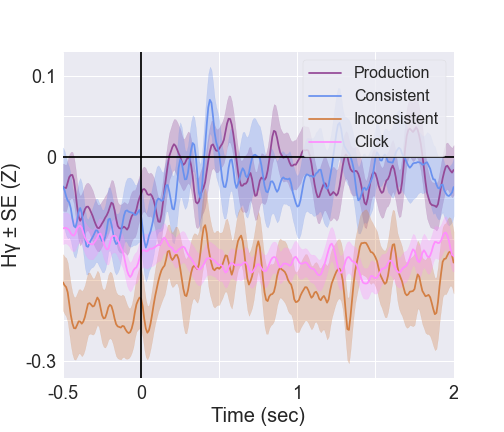 Production
Consistent
Inconsistent
Click
0.1
0
-0.3
Hγ ± SE (Z)
-0.5 0 1 2
Time (sec)